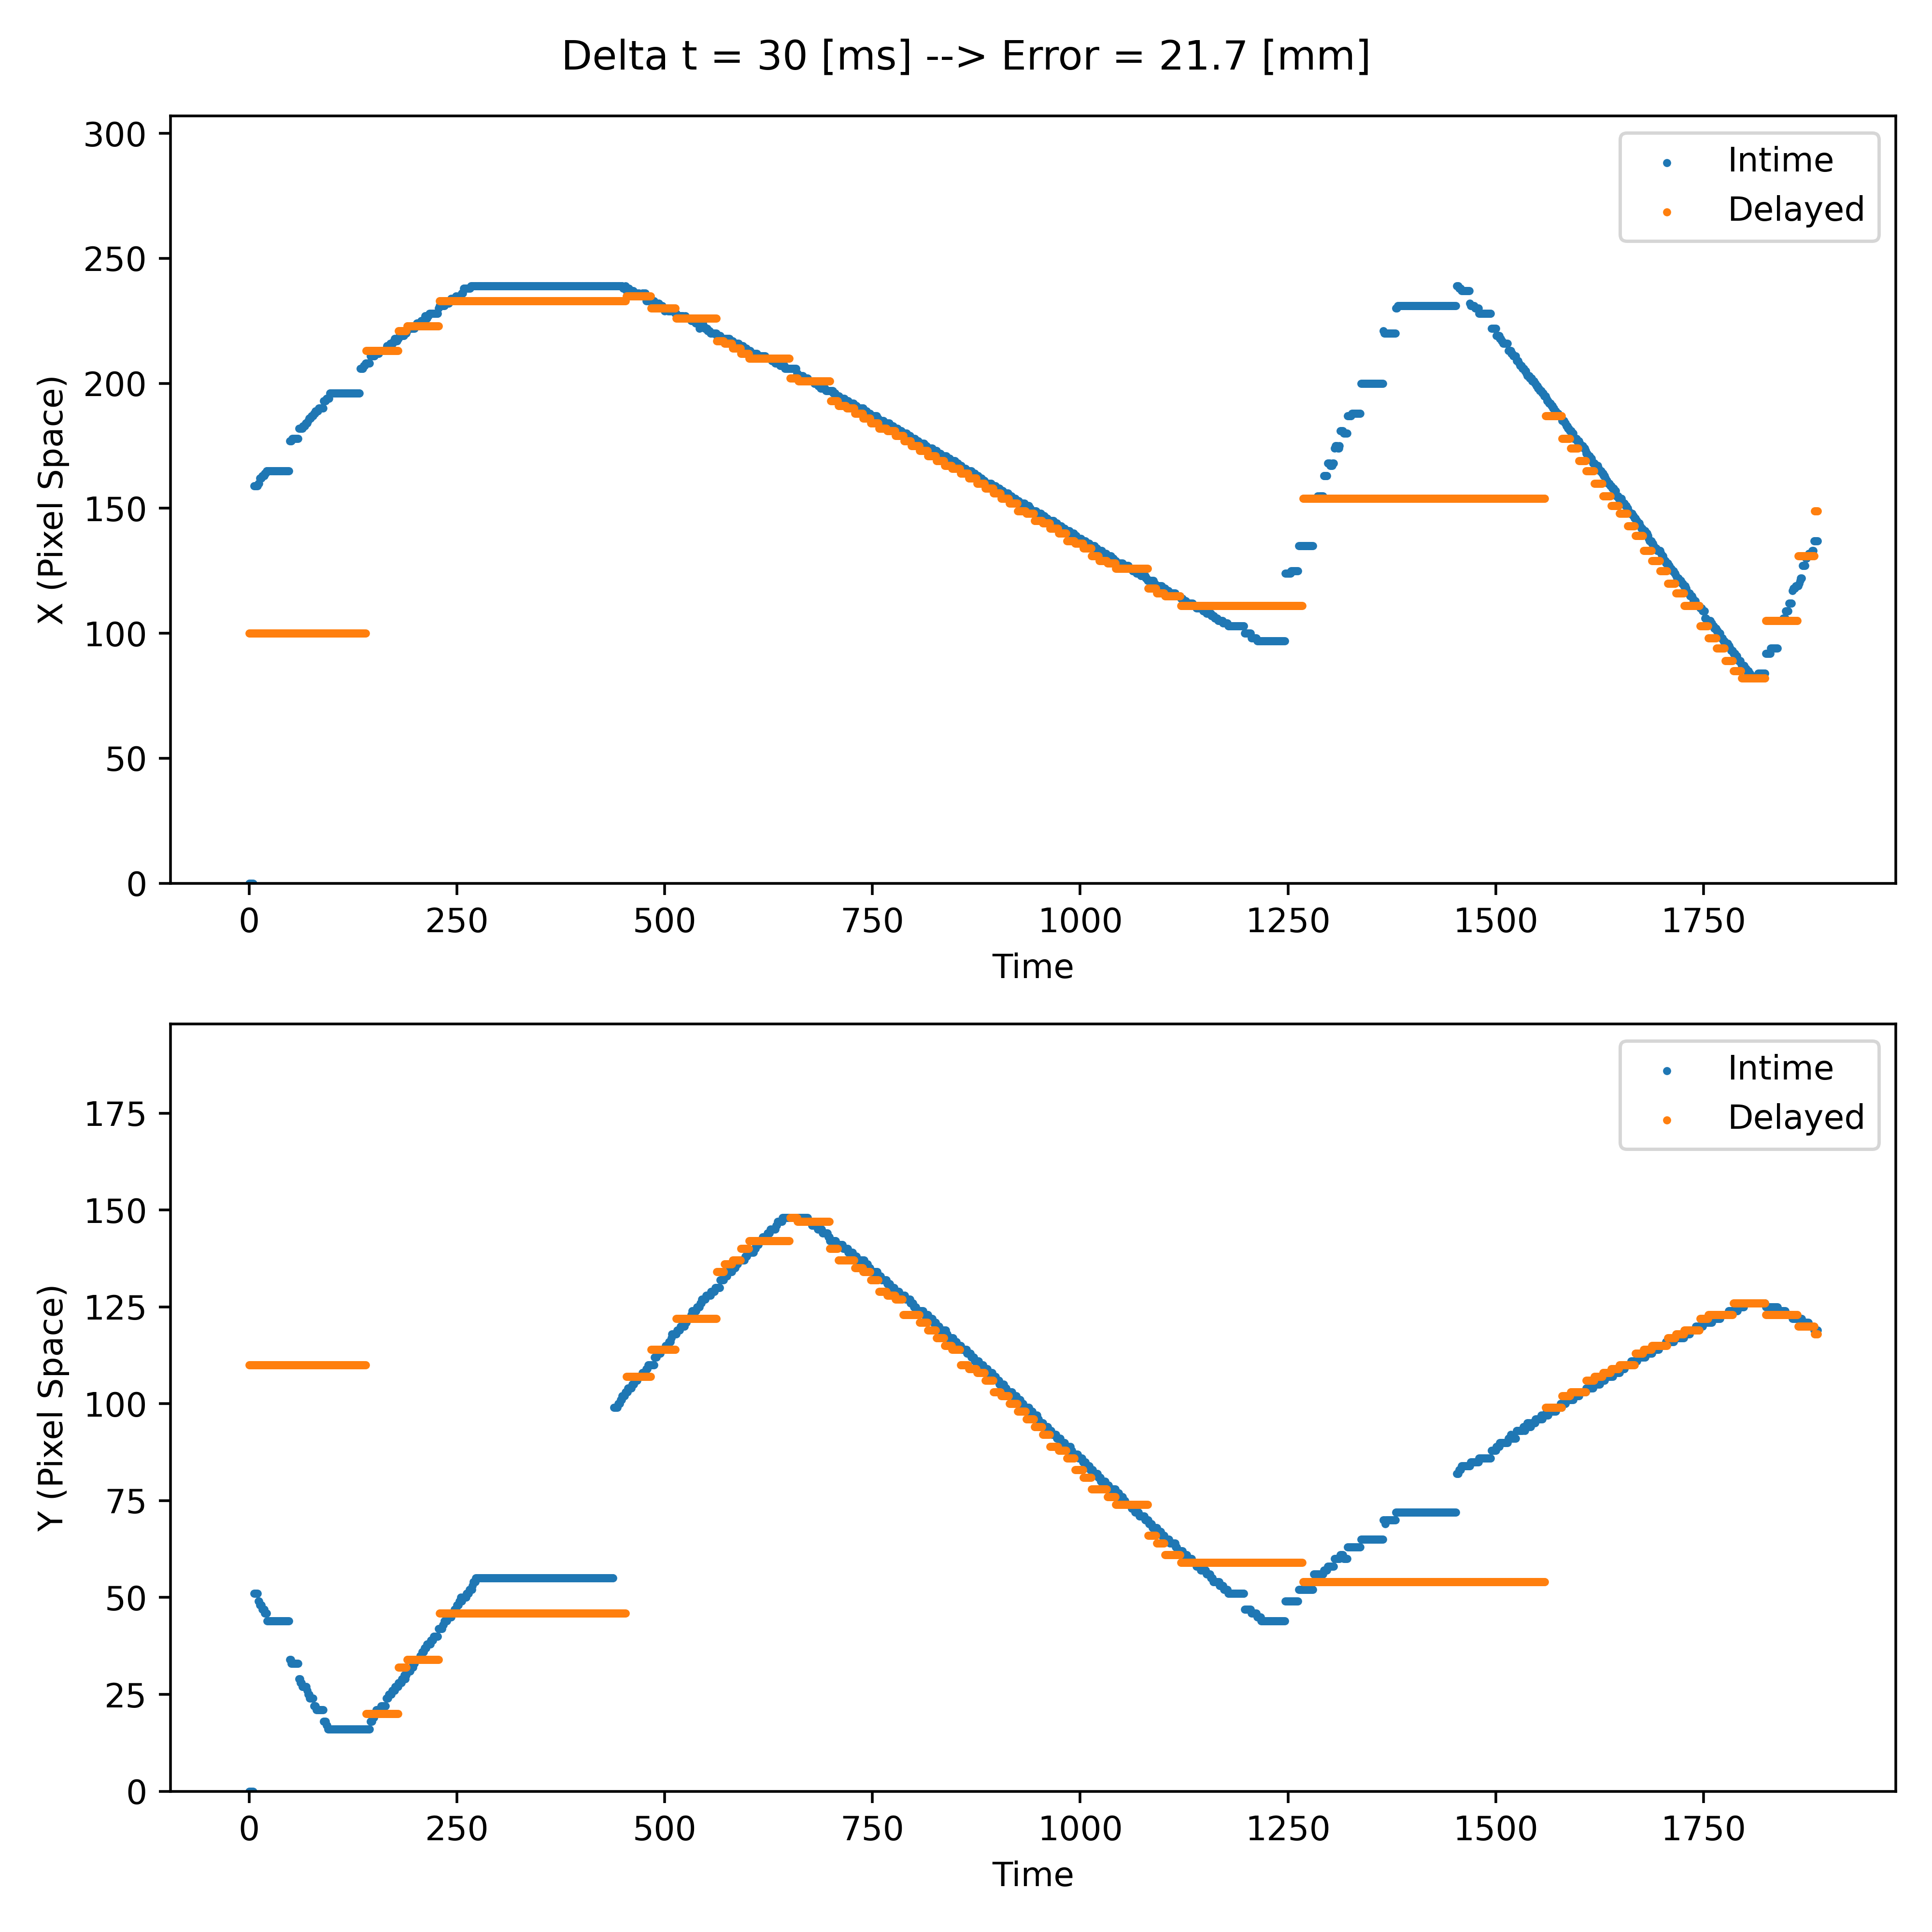 Delta t = 30 [ms] --> Error = 21.7 [mm]
300
250
200
150
100
50
0
X (Pixel Space)
Intime
Delayed
0 250 500 750 1000 1250 1500 1750
Time
175
150
125
100
75
50
25
0
Y (Pixel Space)
Intime
Delayed
0 250 500 750 1000 1250 1500 1750
Time